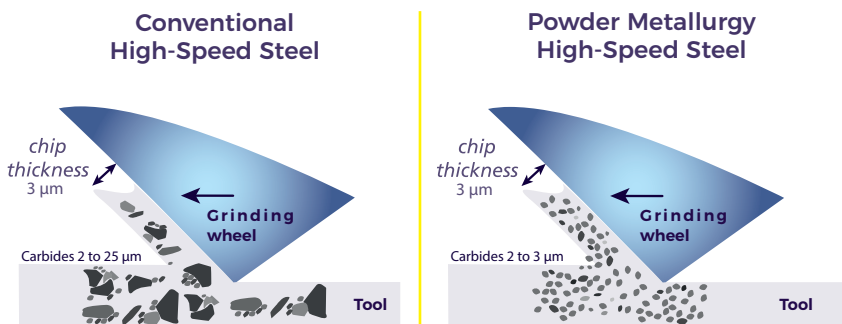 Conventional
High-Speed Steel
chip
thickness
3 µm
Grinding
wheel
Carbides 2 to 25 µm
Tool
Powder Metallurgy
High-Speed Steel
chip
thickness
3 µm
Grinding
wheel
Carbides 2 to 3 µm
Tool